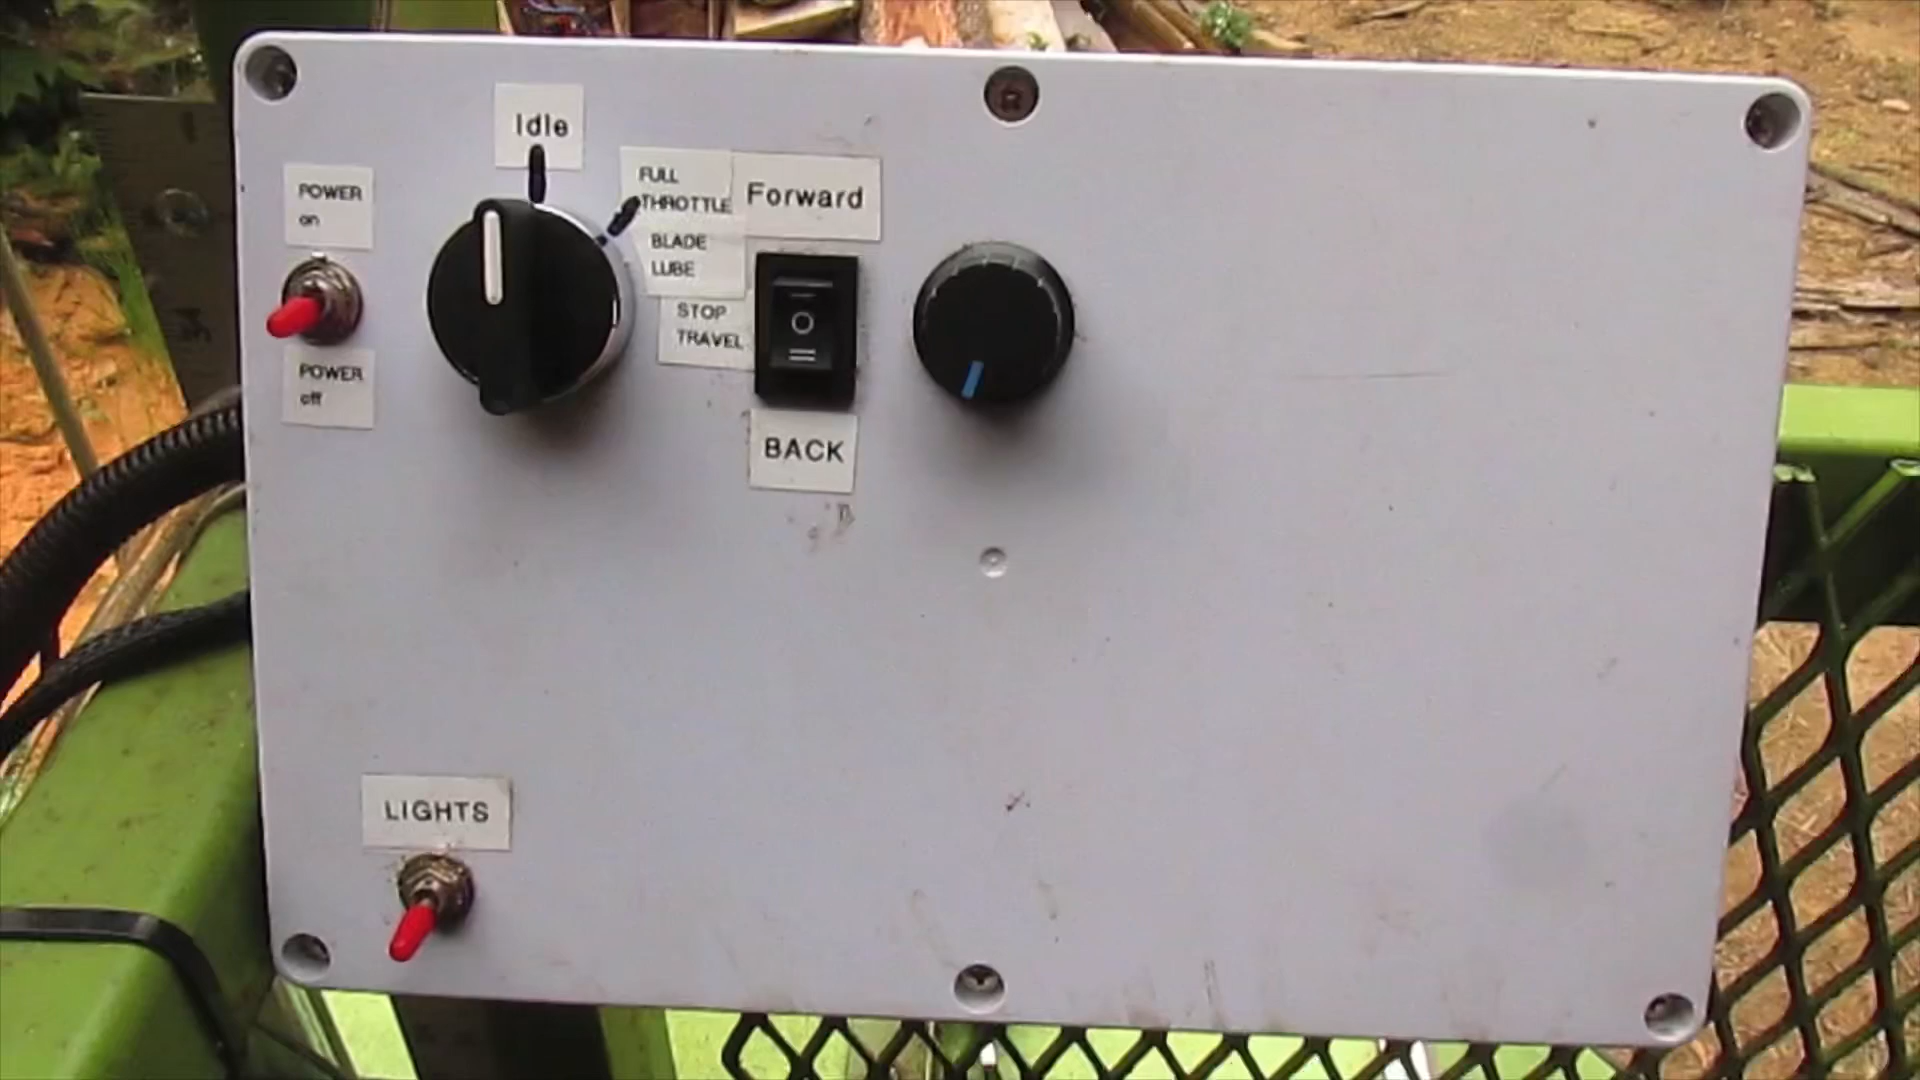 Idle
POWER
on
FULL
THROTTLE
BLADE
LUBE
STOP
TRAVEL
Forward
POWER
off
BACK
LIGHTS